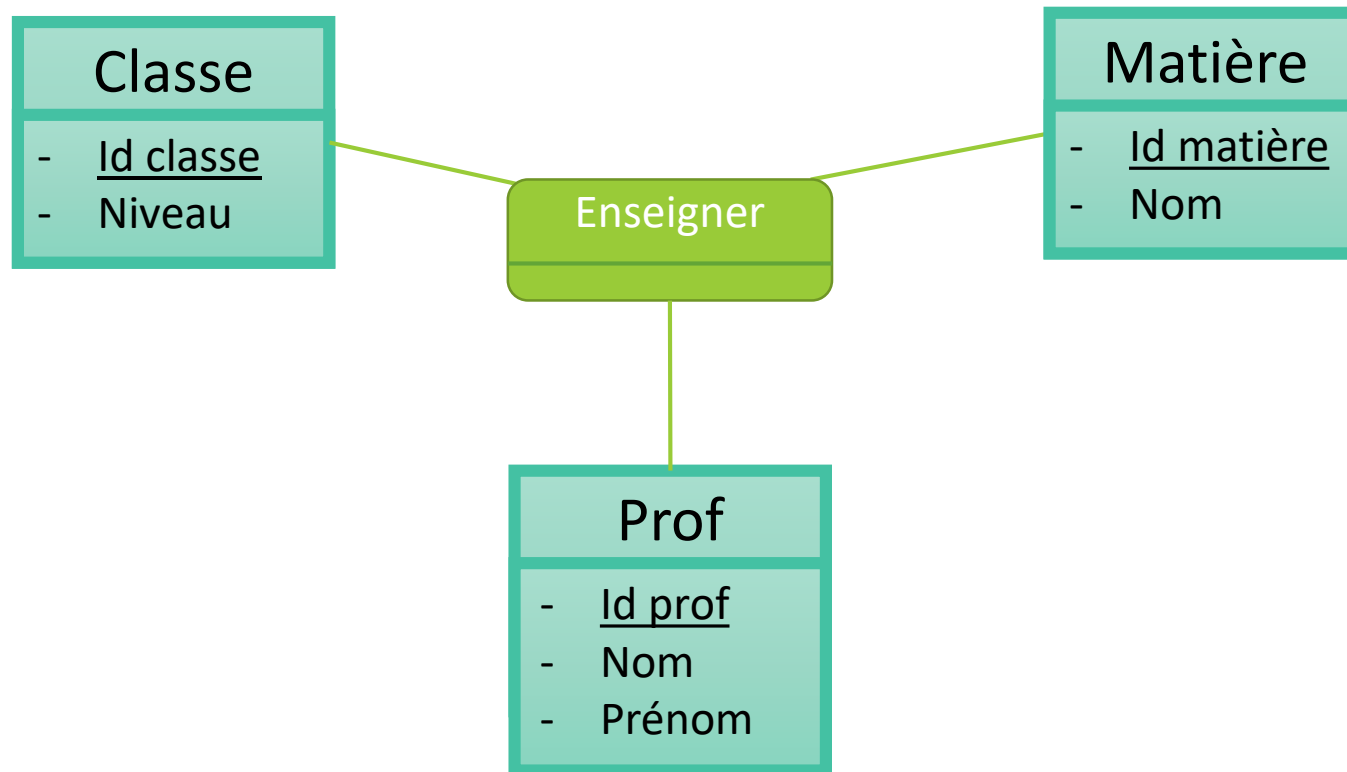 Classe
- Id classe
- Niveau
Enseigner
Matière
- Id matière
- Nom
Prof
- Id prof
- Nom
- Prénom